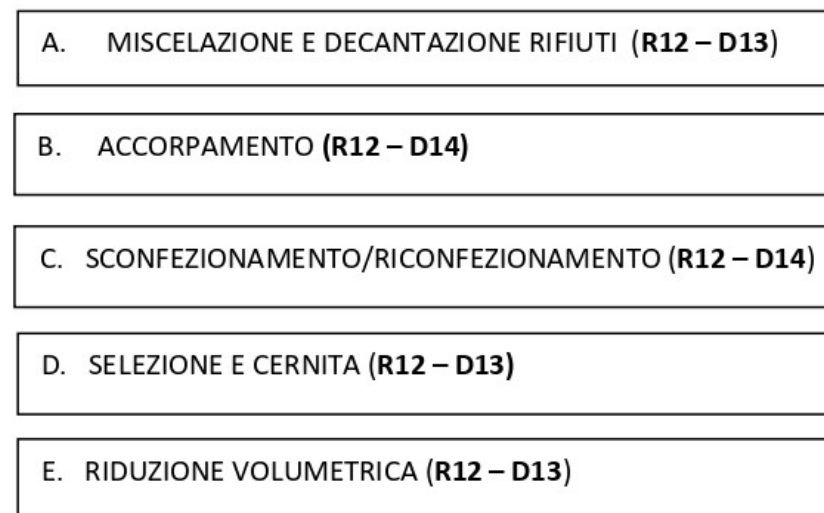 A. MISCELAZIONE E DECANTAZIONE RIFIUTI (R12 – D13)
B. ACCORPAMENTO (R12 – D14)
C. SCONFEZIONAMENTO/RICONFEZIONAMENTO (R12 – D14)
D. SELEZIONE E CERNITA (R12 – D13)
E. RIDUZIONE VOLUMETRICA (R12 – D13)